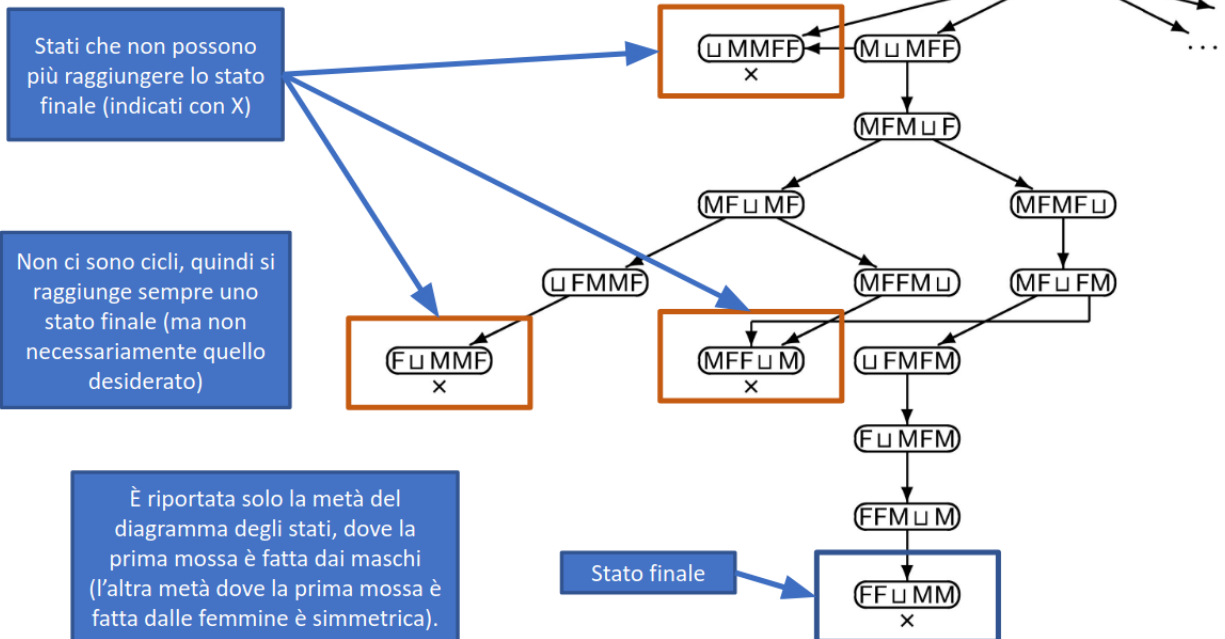 Stati che non possono
più raggiungere lo stato
finale (indicati con X)
⊔ MMFF
×
M ⊔ MFF
...
MFM ⊔ F
MF ⊔ MF
MFMF ⊔
Non ci sono cicli, quindi si
raggiunge sempre uno
stato finale (ma non
necessariamente quello
desiderato)
⊔ FMMF
MFFM ⊔
MF ⊔ FM
F ⊔ MMF
×
MFF ⊔ M
×
⊔ FMFM
F ⊔ MFM
È riportata solo la metà del
diagramma degli stati, dove la
prima mossa è fatta dai maschi
(l'altra metà dove la prima mossa è
fatta dalle femmine è simmetrica).
FFM ⊔ M
Stato finale
FF ⊔ MM
×